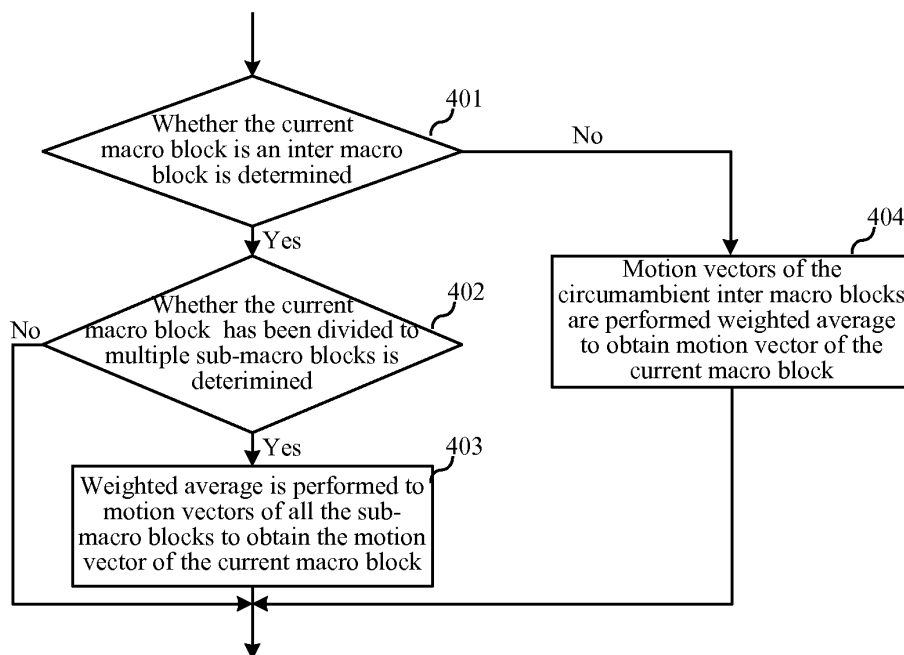 401
Whether the current
macro block is an inter macro
block is determined
No
Yes
404
Motion vectors of the
circumambient inter macro blocks
are performed weighted average
to obtain motion vector of the
current macro block
402
Whether the current
macro block has been divided to
multiple sub-macro blocks is
deterimined
No
Yes
403
Weighted average is performed to
motion vectors of all the sub-
macro blocks to obtain the motion
vector of the current macro block